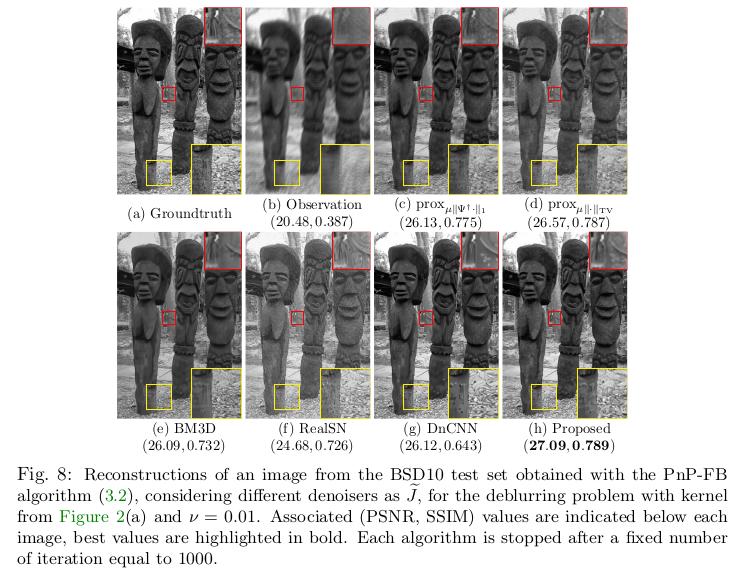 (a) Groundtruth
(b) Observation
(20.48, 0.387)
(c) prox_{μ‖Ψ†·‖₁}
(26.13, 0.775)
(d) prox_{μ‖·‖TV}
(26.57, 0.787)
(e) BM3D
(26.09, 0.732)
(f) RealSN
(24.68, 0.726)
(g) DnCNN
(26.12, 0.643)
(h) Proposed
(27.09, 0.789)
Fig. 8: Reconstructions of an image from the BSD10 test set obtained with the PnP-FB
algorithm (3.2), considering different denoisers as J̃, for the deblurring problem with kernel
from Figure 2(a) and ν = 0.01. Associated (PSNR, SSIM) values are indicated below each
image, best values are highlighted in bold. Each algorithm is stopped after a fixed number
of iteration equal to 1000.